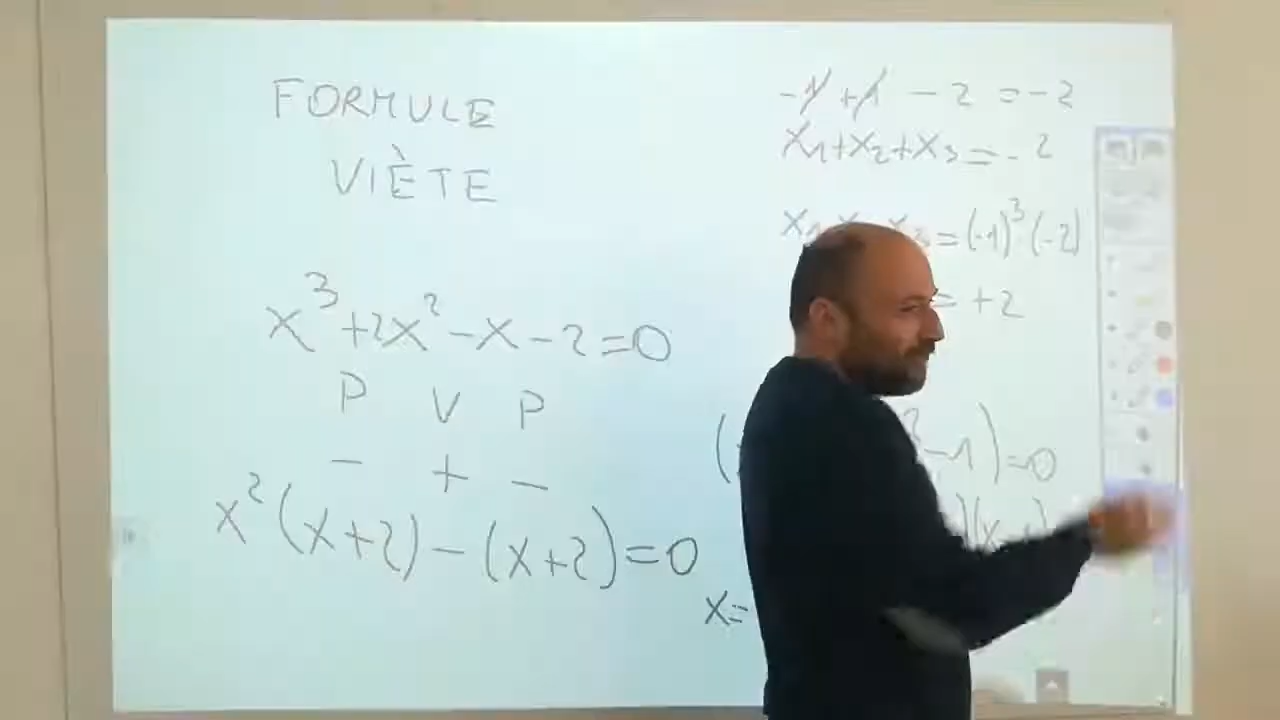 FORMULE
VIÈTE
x³+2x²-x-2=0
P V P
- + -
x²(x+2)-(x+2)=0
-1 +1 -2 =-2
x₁+x₂+x₃=-2
=(-1)³·(-2)
= +2
-1)=0
x=